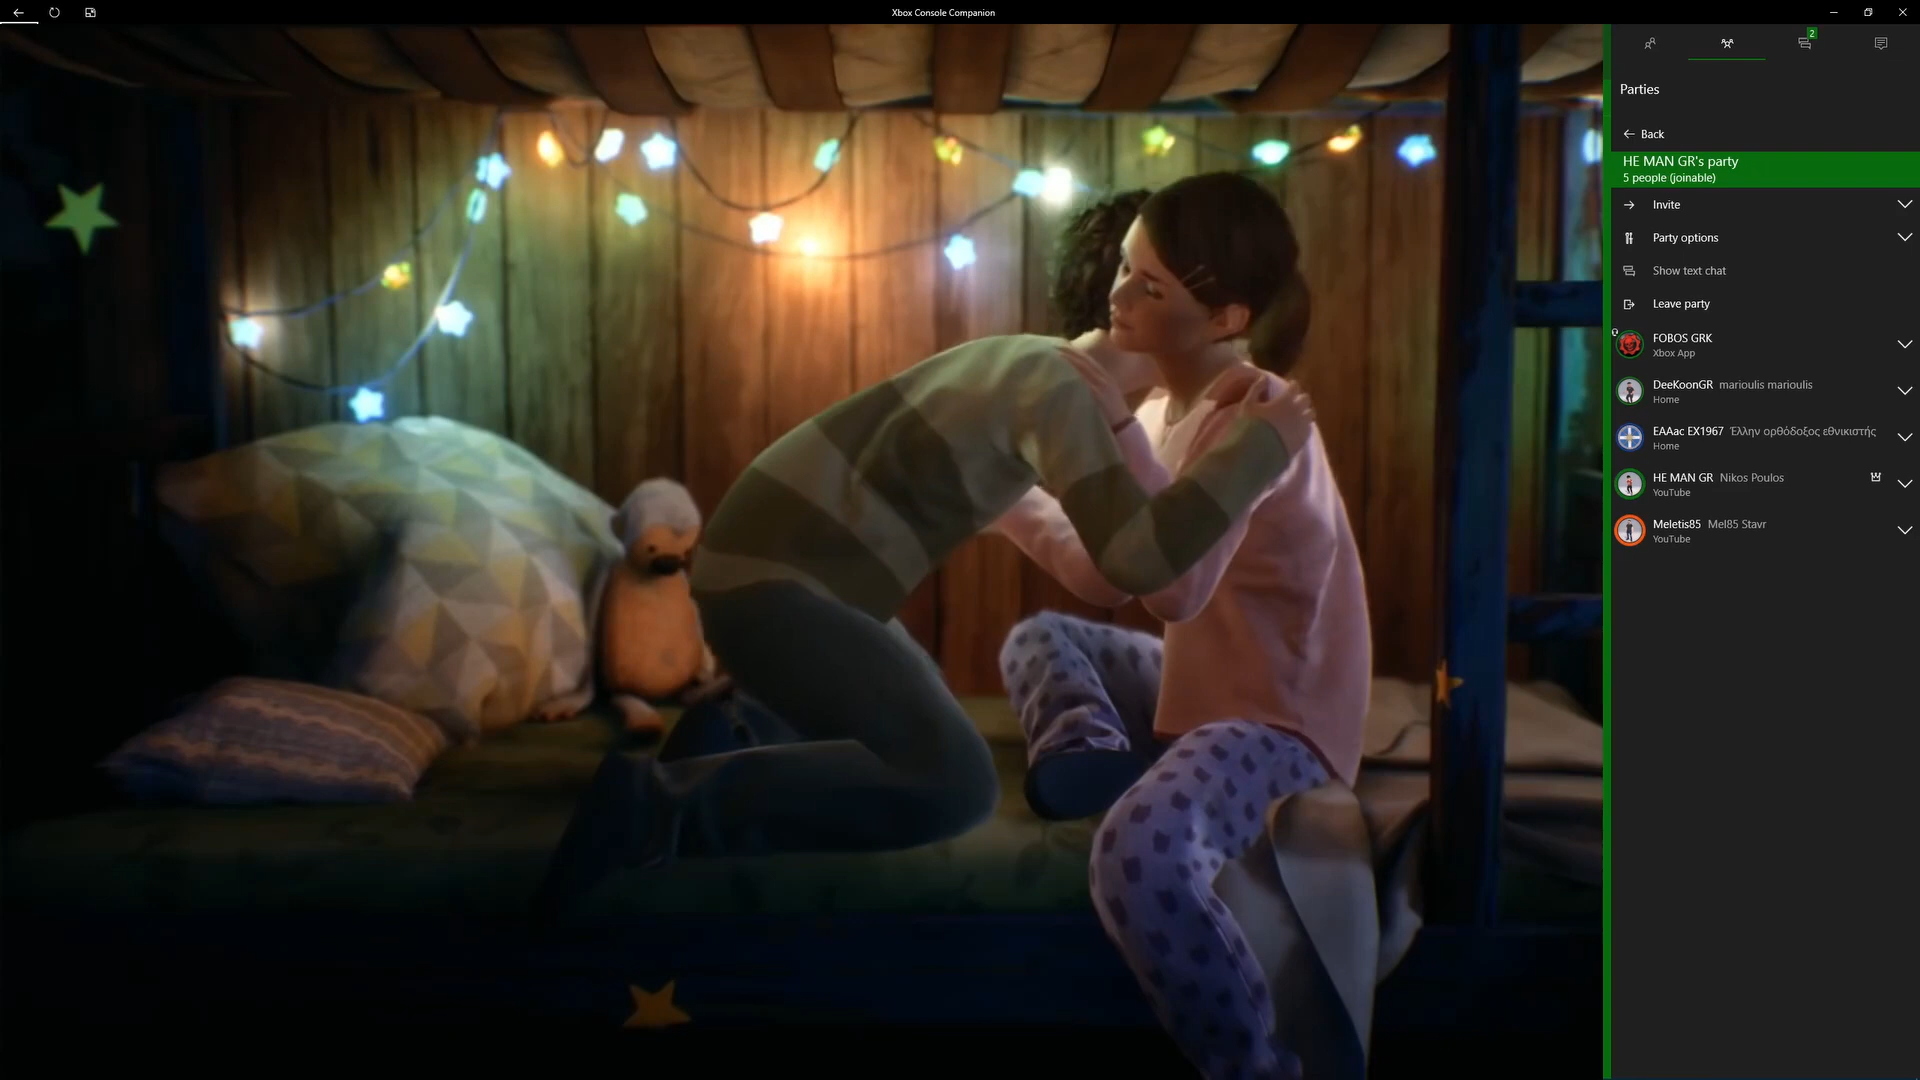 Xbox Console Companion
2
Parties
Back
HE MAN GR's party
5 people (joinable)
Invite
Party options
Show text chat
Leave party
FOBOS GRK
Xbox App
DeeKoonGR marioulis marioulis
Home
EAAac EX1967 Έλλην ορθόδοξος εθνικιστής
Home
HE MAN GR Nikos Poulos
YouTube
Meletis85 Mel85 Stavr
YouTube